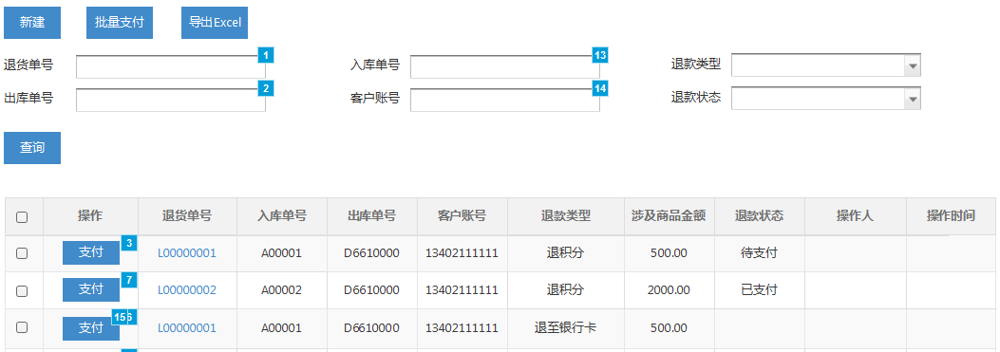 新建 批量支付 导出Excel
退货单号 1 入库单号 13 退款类型
出库单号 2 客户账号 14 退款状态
查询
操作 退货单号 入库单号 出库单号 客户账号 退款类型 涉及商品金额 退款状态 操作人 操作时间
支付 3 L00000001 A00001 D6610000 13402111111 退积分 500.00 待支付
支付 7 L00000002 A00002 D6610000 13402111111 退积分 2000.00 已支付
支付 15 6 L00000001 A00001 D6610000 13402111111 退至银行卡 500.00